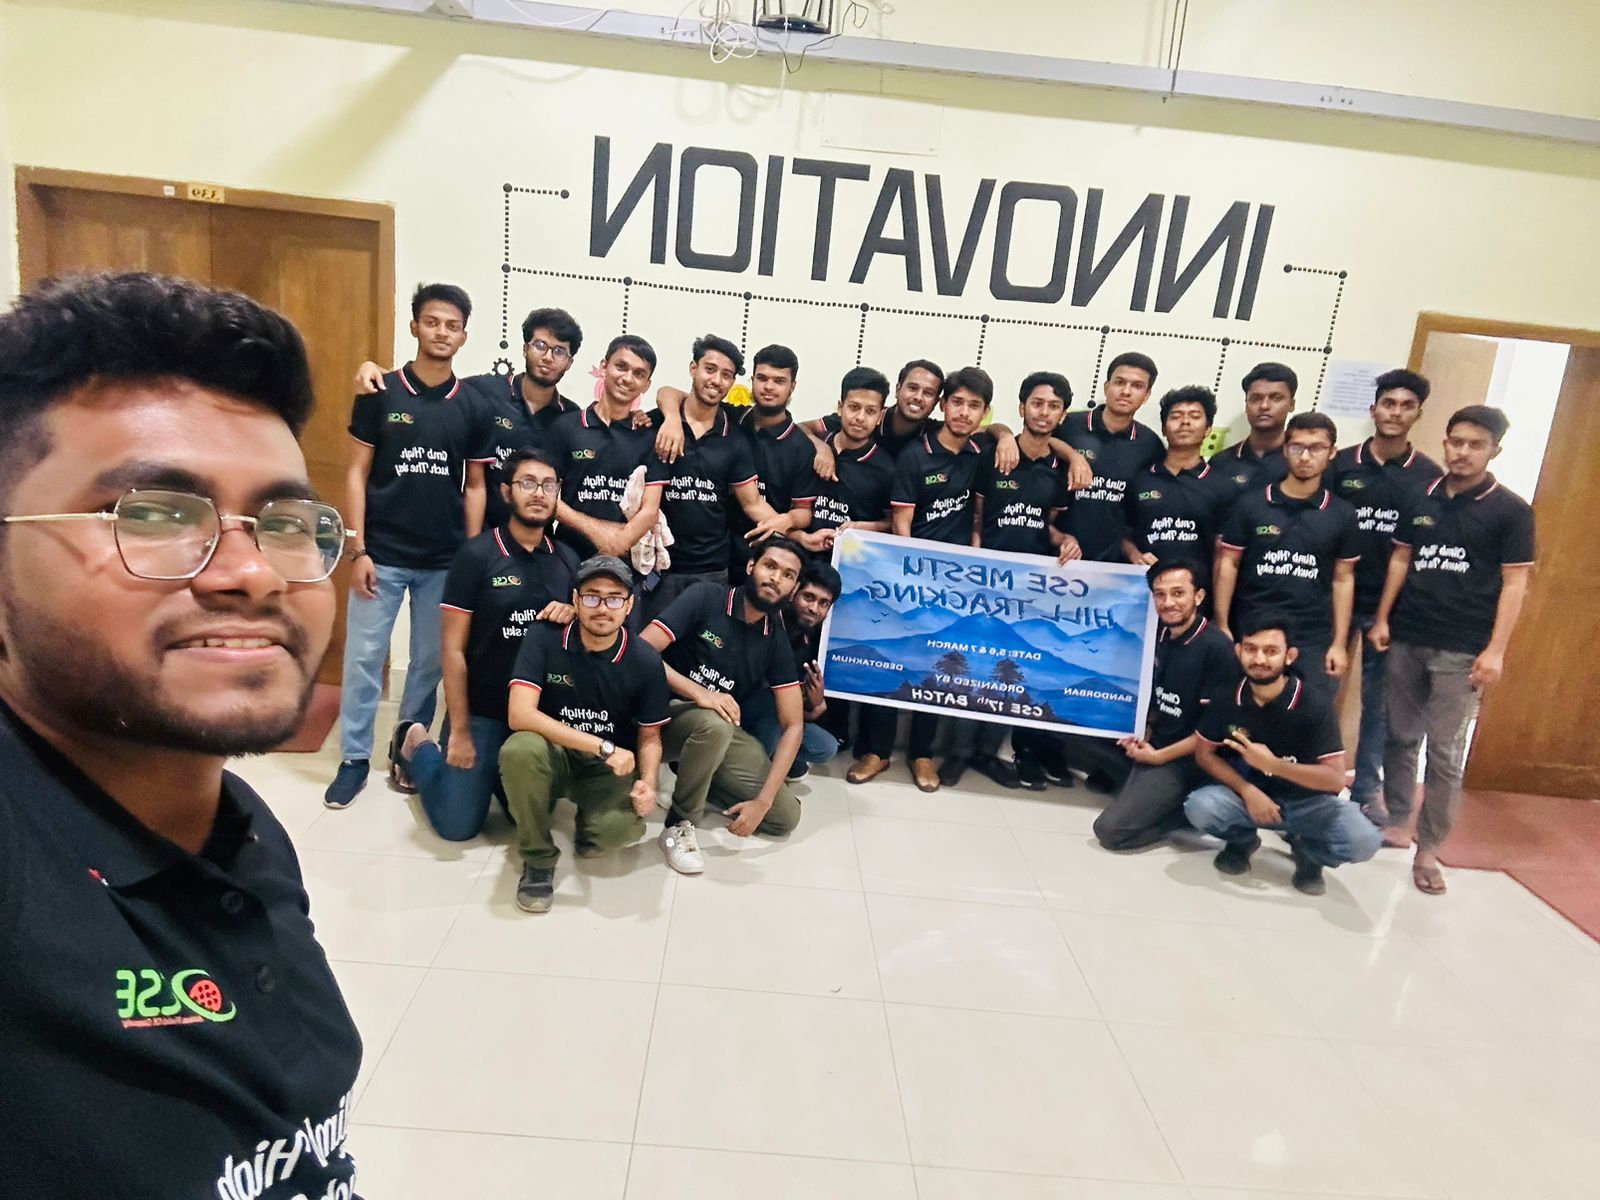 INNOVATION
CSE MBSTU
HILL TRACKING
DATE: 5,6 & 7 MARCH
DEBOTAKHUM
BANDORBAN
ORGANIZED BY
CSE 17th BATCH
CSE
Climb High
Touch The sky